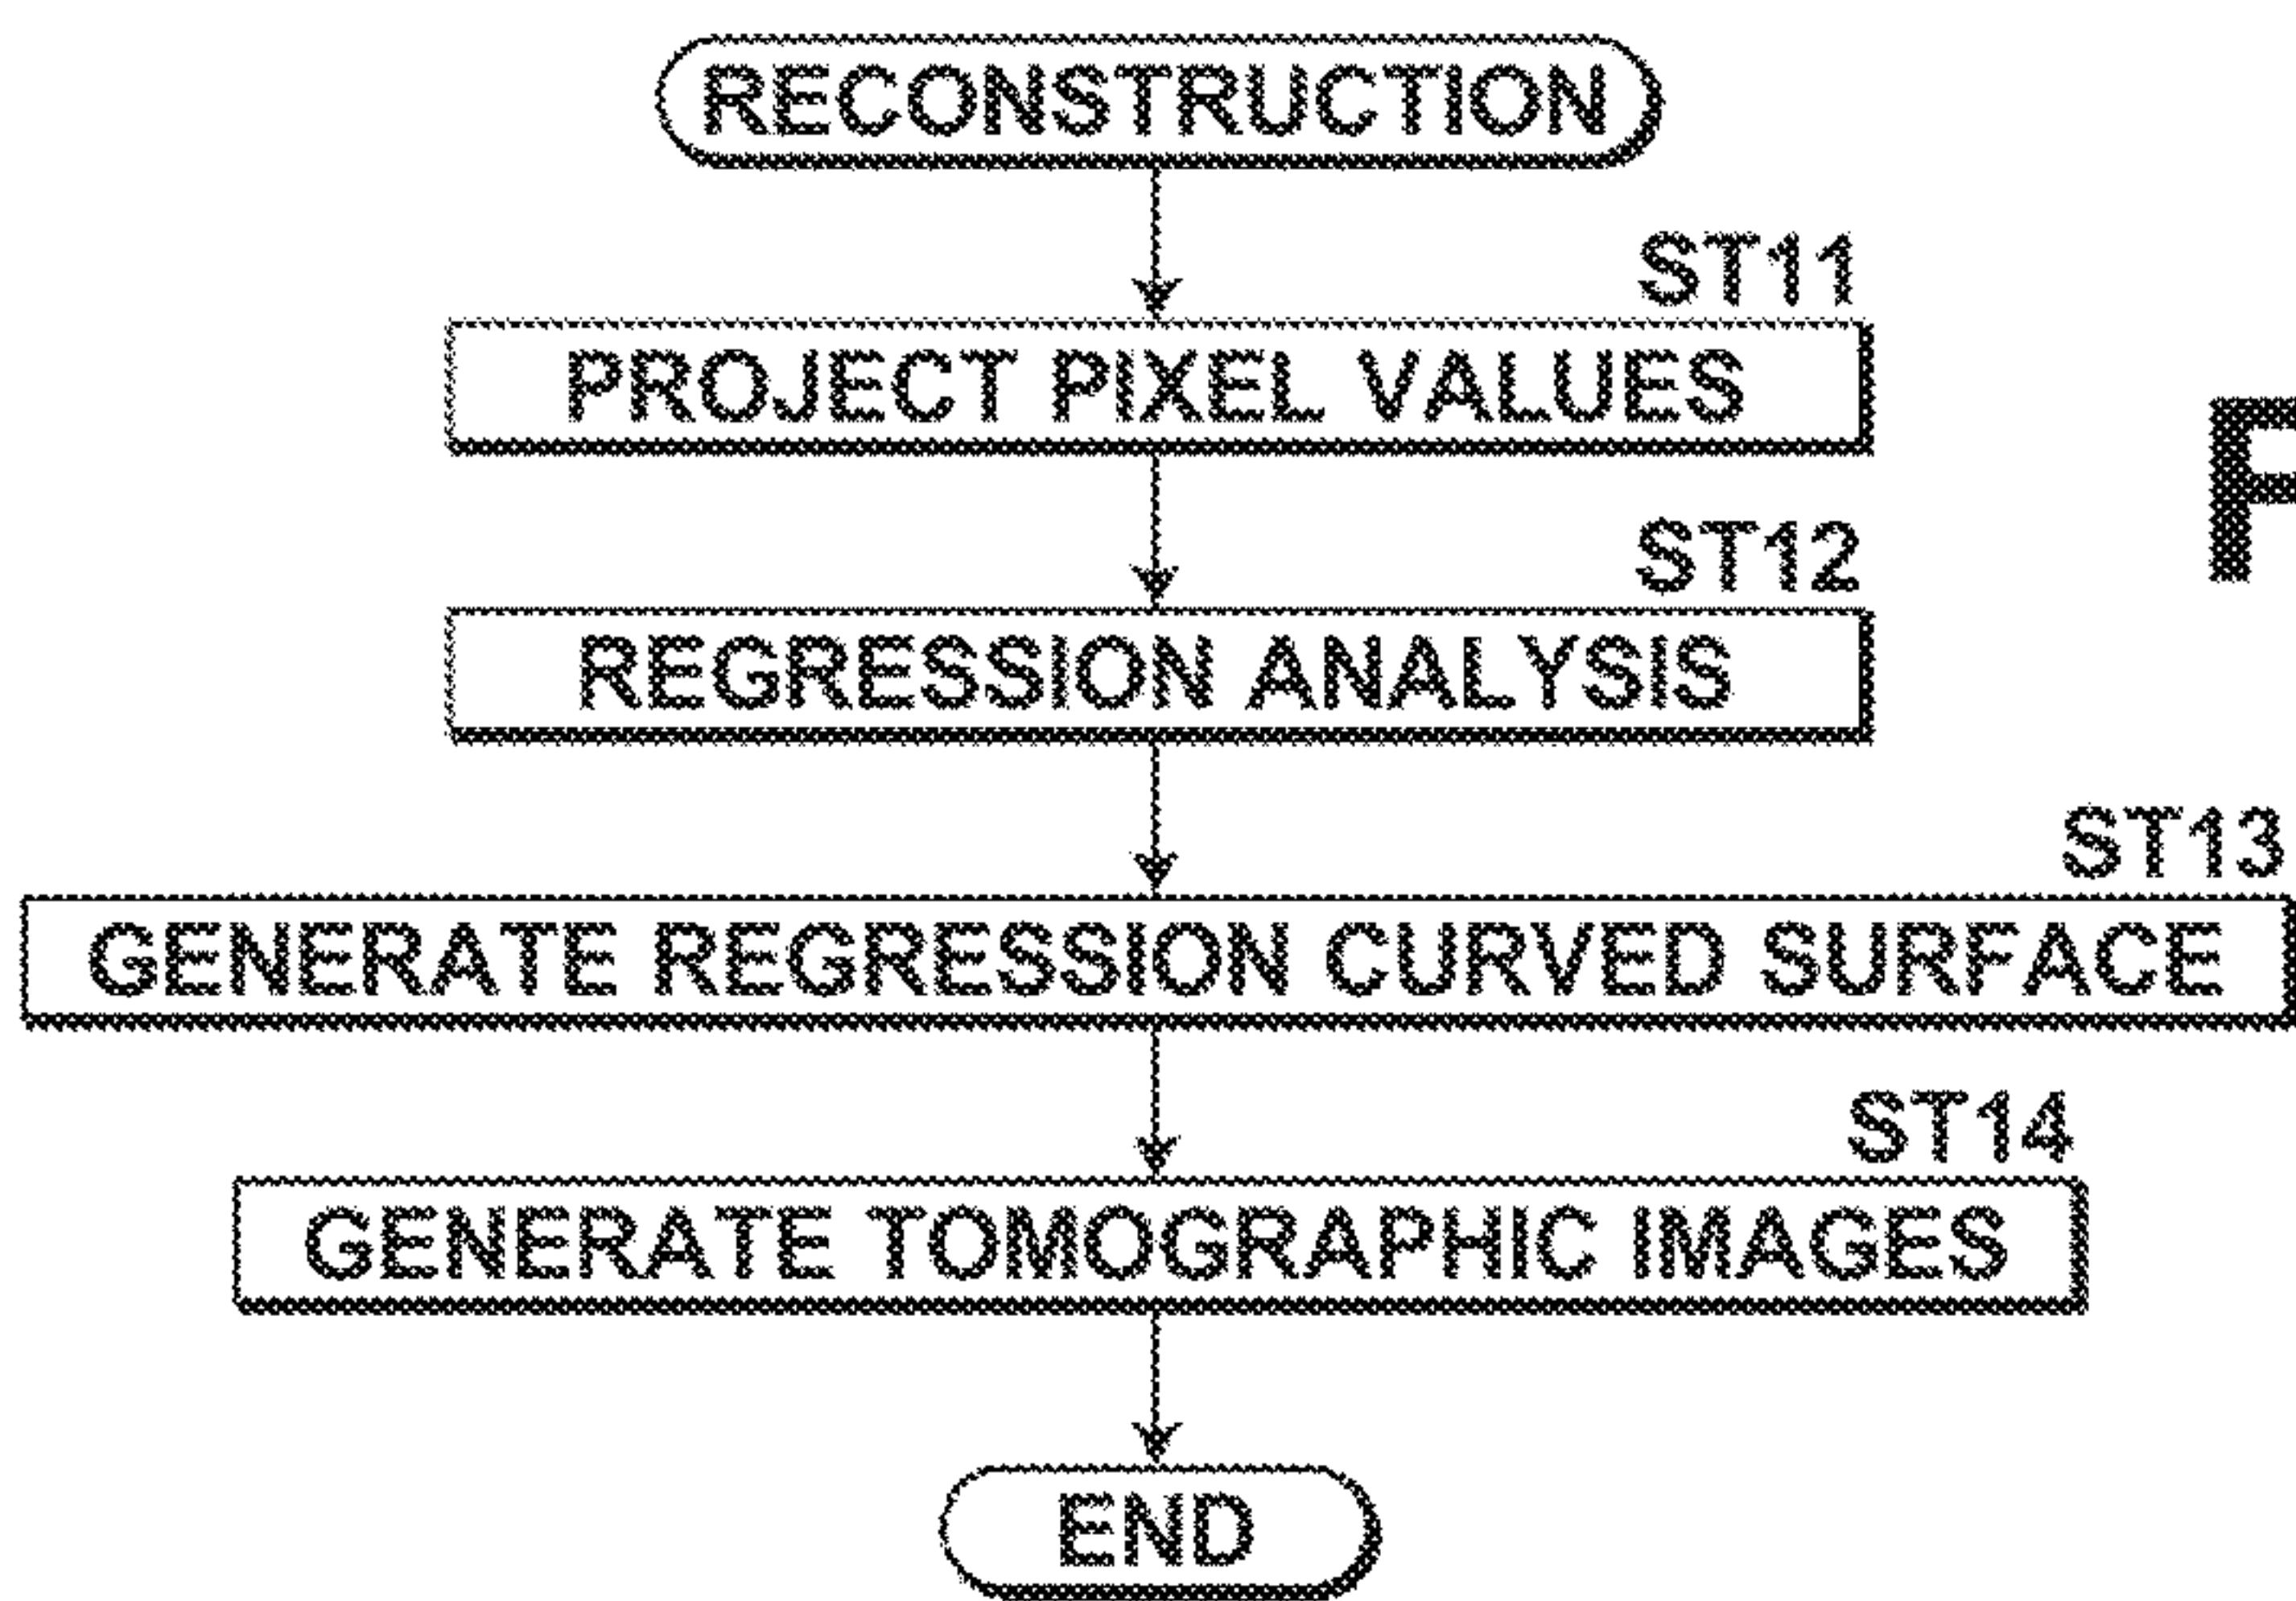 RECONSTRUCTION
ST11
PROJECT PIXEL VALUES
ST12
REGRESSION ANALYSIS
ST13
GENERATE REGRESSION CURVED SURFACE
ST14
GENERATE TOMOGRAPHIC IMAGES
END